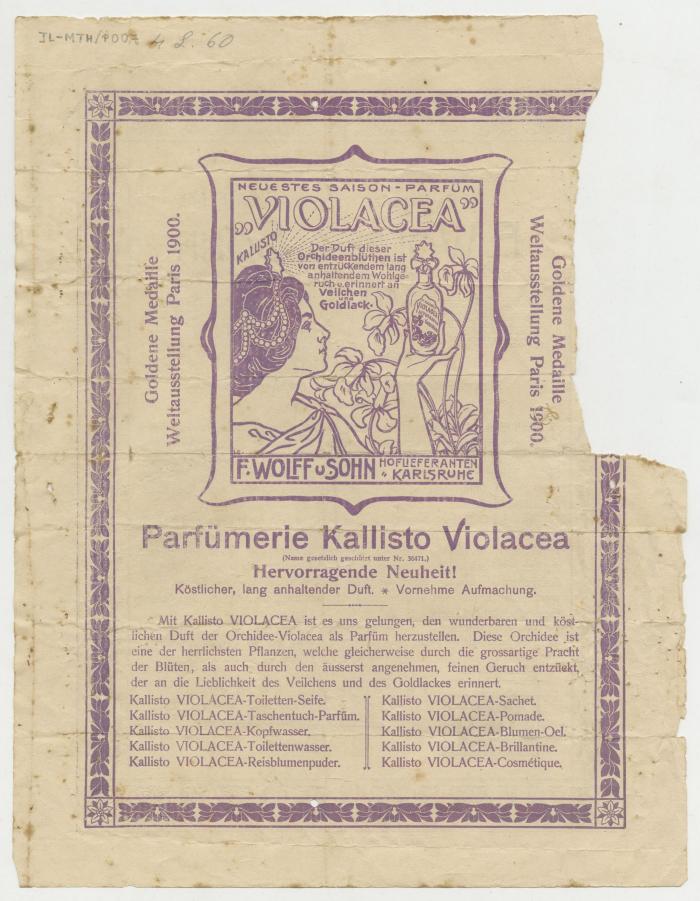 JL-MTH/POO-
4 L. 60
NEUESTES SAISON-PARFÜM
„VIOLACEA”
KALLISTO
Der Duft dieser
Orchideenblüthen ist
von entzückendem lang
anhaltendem Wohlge-
ruch u. erinnert an
Veilchen
und
Goldlack.
VIOLACEA
F. WOLFF u SOHN HOFLIEFERANTEN
KARLSRUHE
Goldene Medaille
Weltausstellung Paris 1900.
Goldene Medaille
Weltausstellung Paris 1900.
Parfümerie Kallisto Violacea
(Name gesetzlich geschützt unter Nr. 36471.)
Hervorragende Neuheit!
Köstlicher, lang anhaltender Duft. * Vornehme Aufmachung.
Mit Kallisto VIOLACEA ist es uns gelungen, den wunderbaren und köst-
lichen Duft der Orchidee-Violacea als Parfüm herzustellen. Diese Orchidee ist
eine der herrlichsten Pflanzen, welche gleicherweise durch die grossartige Pracht
der Blüten, als auch durch den äusserst angenehmen, feinen Geruch entzückt,
der an die Lieblichkeit des Veilchens und des Goldlackes erinnert.
Kallisto VIOLACEA-Toiletten-Seife.
Kallisto VIOLACEA-Taschentuch-Parfüm.
Kallisto VIOLACEA-Kopfwasser.
Kallisto VIOLACEA-Toilettenwasser.
Kallisto VIOLACEA-Reisblumenpuder.
Kallisto VIOLACEA-Sachet.
Kallisto VIOLACEA-Pomade.
Kallisto VIOLACEA-Blumen-Oel.
Kallisto VIOLACEA-Brillantine.
Kallisto VIOLACEA-Cosmétique.